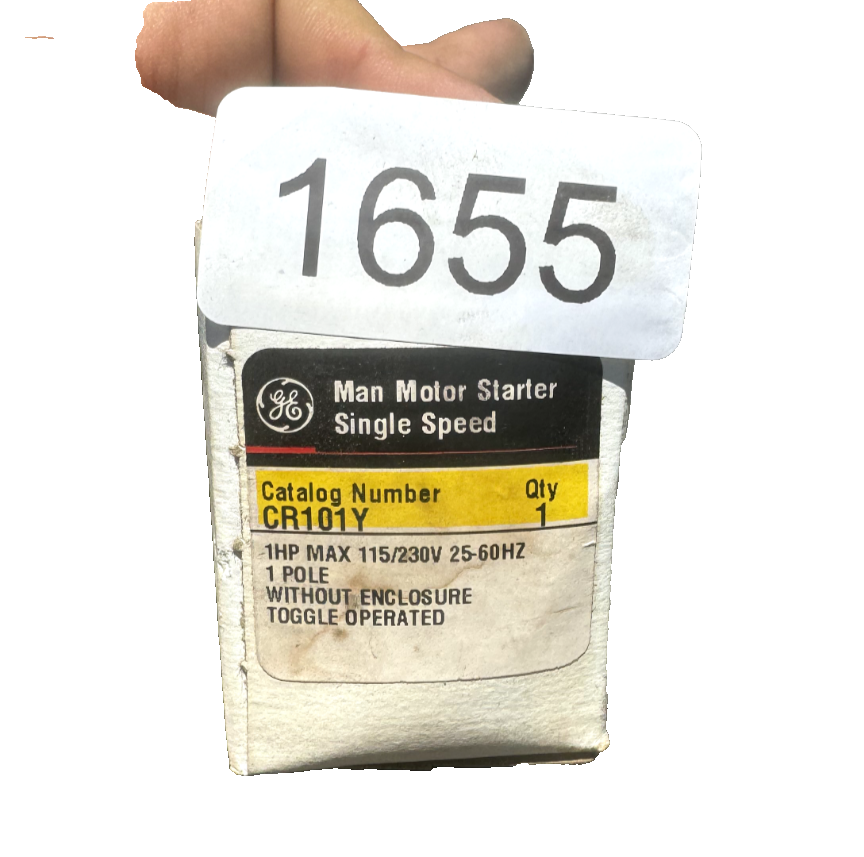 1655
GE
Man Motor Starter
Single Speed
Catalog Number Qty
CR101Y 1
1HP MAX 115/230V 25-60HZ
1 POLE
WITHOUT ENCLOSURE
TOGGLE OPERATED